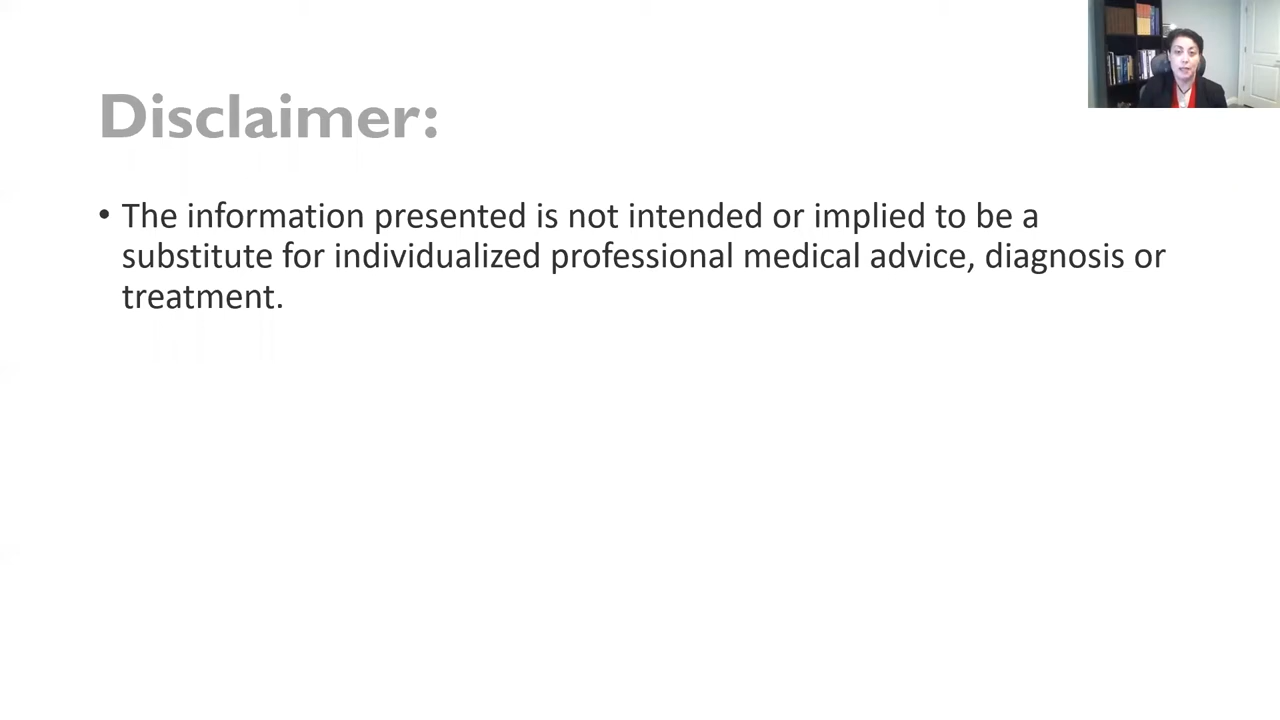 Disclaimer:
• The information presented is not intended or implied to be a
substitute for individualized professional medical advice, diagnosis or
treatment.